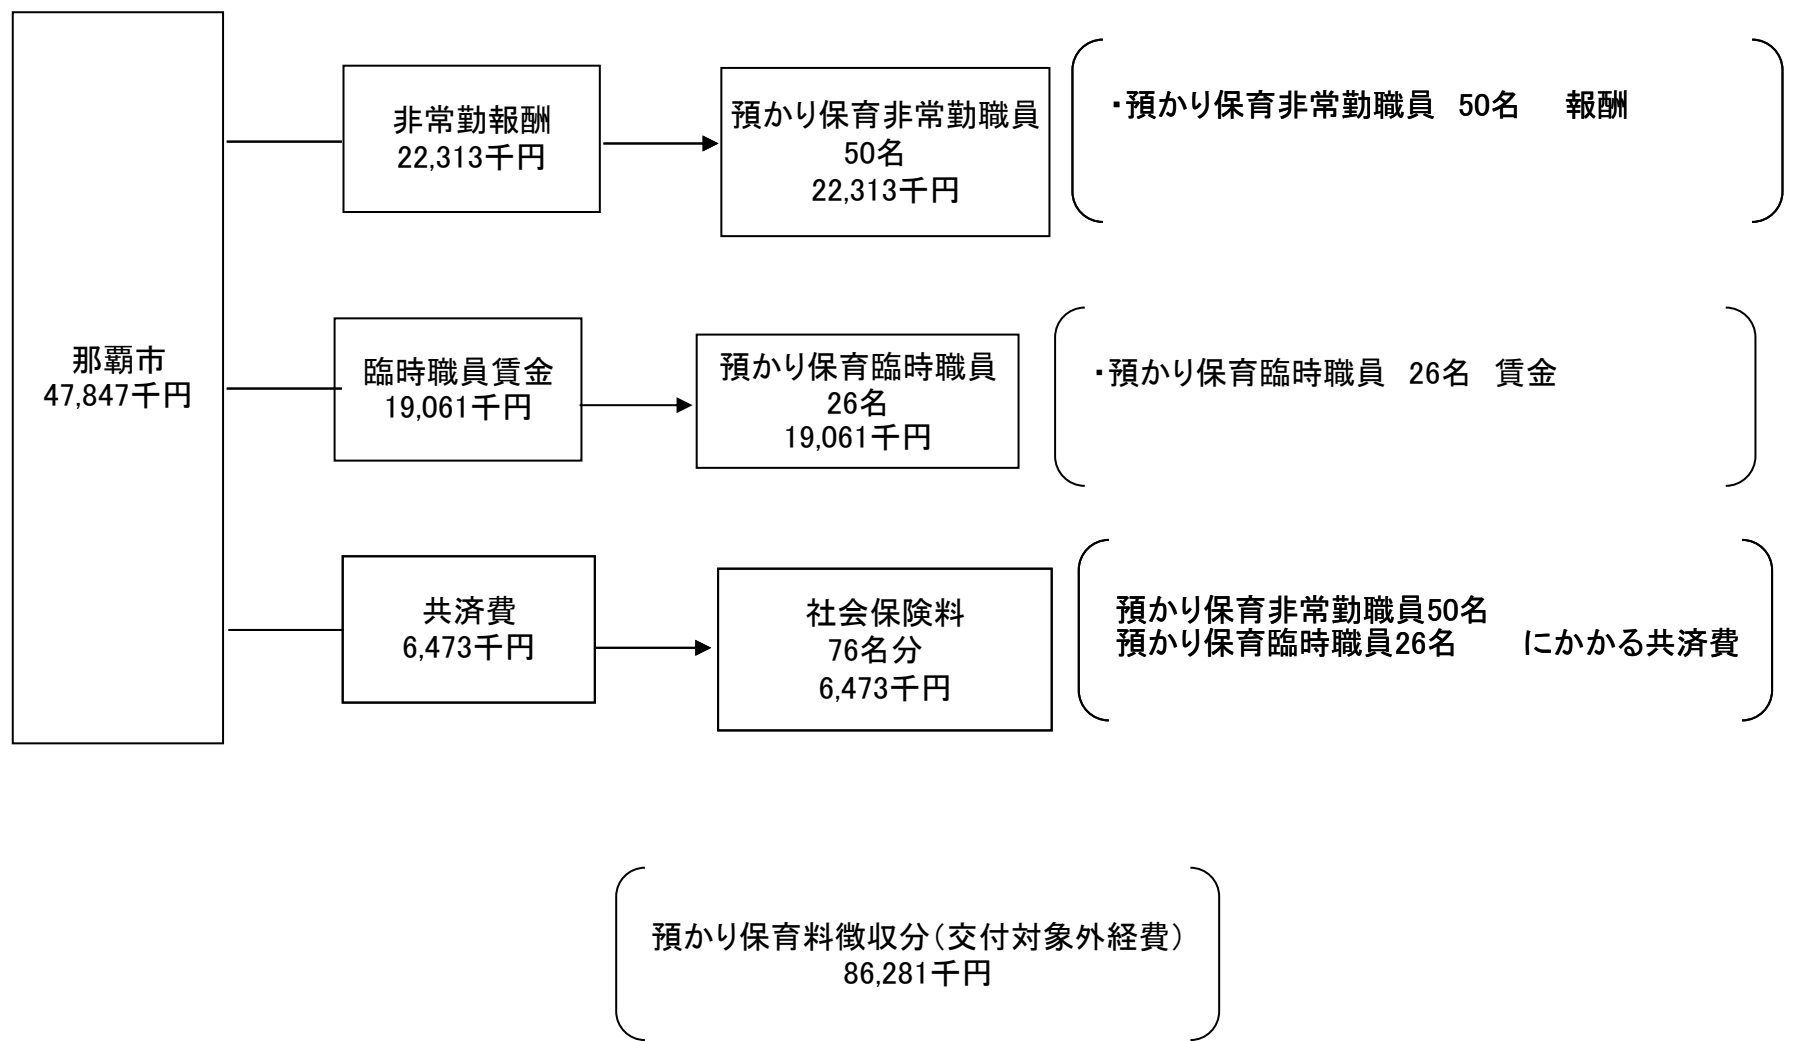 那覇市
47,847千円
非常勤報酬
22,313千円
預かり保育非常勤職員
50名
22,313千円
・預かり保育非常勤職員　50名　　報酬
臨時職員賃金
19,061千円
預かり保育臨時職員
26名
19,061千円
・預かり保育臨時職員　26名　賃金
共済費
6,473千円
社会保険料
76名分
6,473千円
預かり保育非常勤職員50名
預かり保育臨時職員26名　　にかかる共済費
預かり保育料徴収分（交付対象外経費）
86,281千円